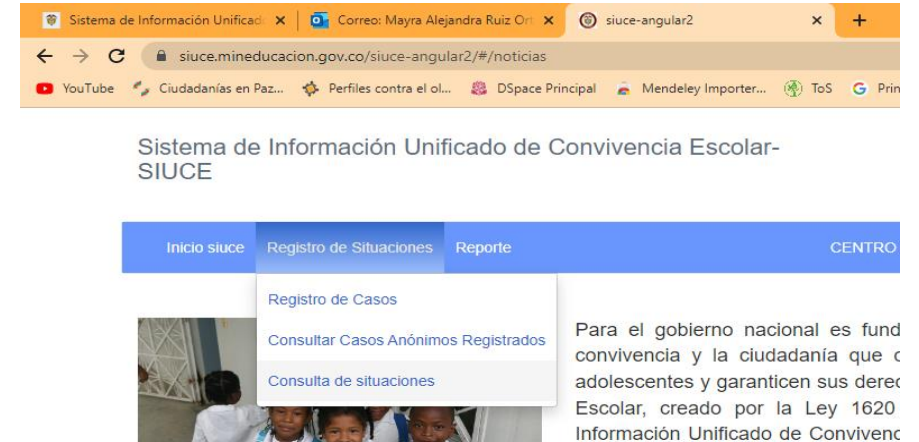 Sistema de Información Unificad
Correo: Mayra Alejandra Ruiz Ort
siuce-angular2
siuce.mineducacion.gov.co/siuce-angular2/#/noticias
YouTube
Ciudadanías en Paz...
Perfiles contra el ol...
DSpace Principal
Mendeley Importer...
ToS
Prin
Sistema de Información Unificado de Convivencia Escolar-
SIUCE
Inicio siuce
Registro de Situaciones
Reporte
CENTRO
Registro de Casos
Consultar Casos Anónimos Registrados
Consulta de situaciones
Para el gobierno nacional es fund
convivencia y la ciudadanía que
adolescentes y garanticen sus dere
Escolar, creado por la Ley 1620
Información Unificado de Convivenc